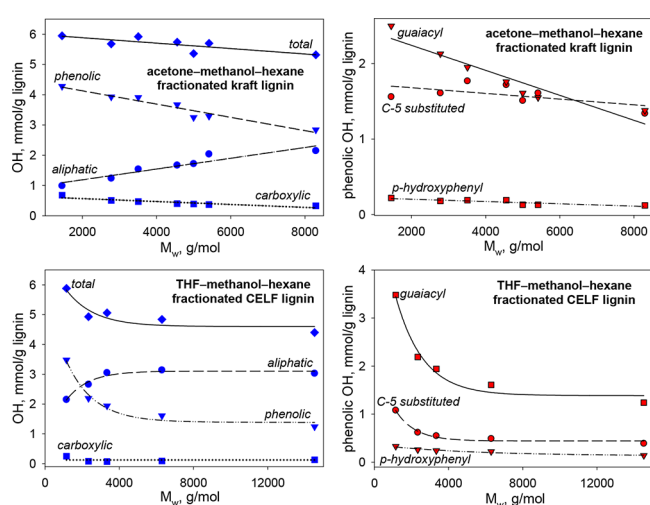 6
5
4
3
2
1
0
OH, mmol/g lignin
total
acetone–methanol–hexane
fractionated kraft lignin
phenolic
aliphatic
carboxylic
2000 4000 6000 8000
Mw, g/mol
2
1
0
phenolic OH, mmol/g lignin
guaiacyl
acetone–methanol–hexane
fractionated kraft lignin
C-5 substituted
p-hydroxyphenyl
2000 4000 6000 8000
Mw, g/mol
6
5
4
3
2
1
0
OH, mmol/g lignin
total
THF–methanol–hexane
fractionated CELF lignin
aliphatic
phenolic
carboxylic
0 4000 8000 12000
Mw, g/mol
4
3
2
1
0
phenolic OH, mmol/g lignin
guaiacyl
THF–methanol–hexane
fractionated CELF lignin
C-5 substituted
p-hydroxyphenyl
0 4000 8000 12000
Mw, g/mol